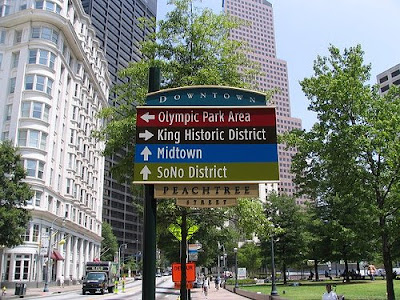 DOWNTOWN
Olympic Park Area
King Historic District
Midtown
SoNo District
PEACHTREE
STREET